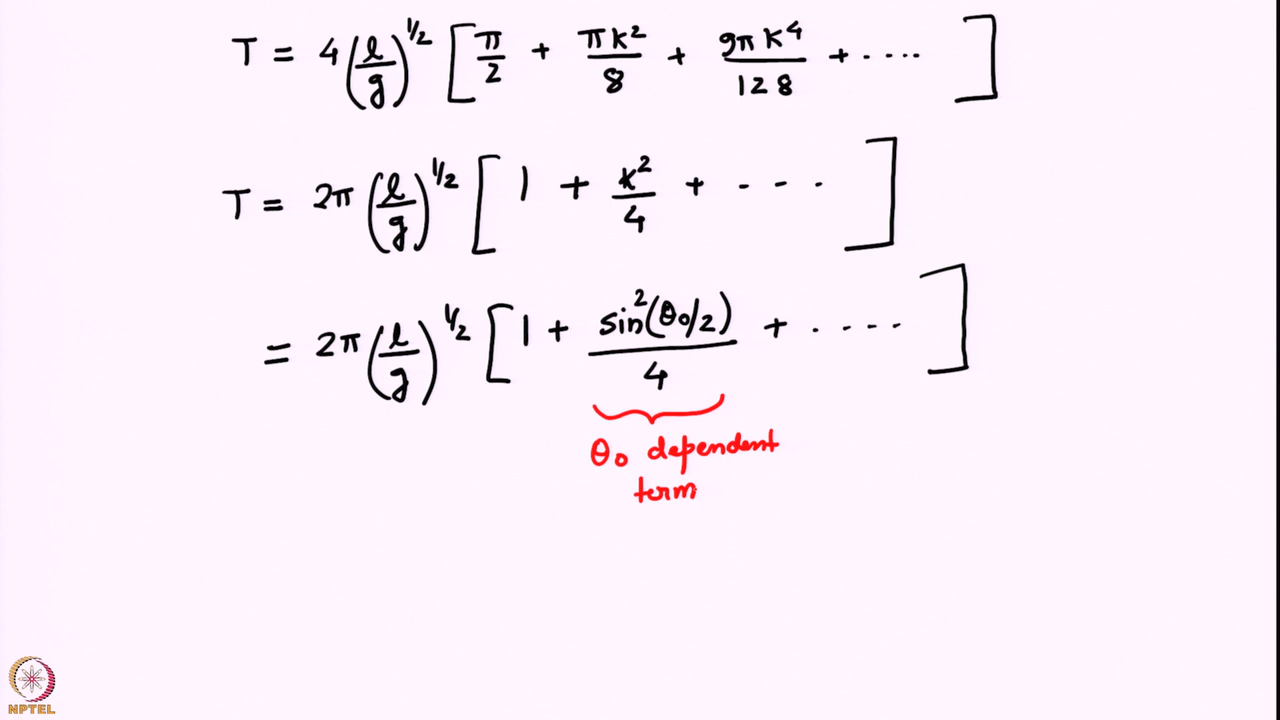 T = 4 (l/g)^1/2 [ π/2 + πk²/8 + 9πk⁴/128 + .... ]
T = 2π (l/g)^1/2 [ 1 + k²/4 + - - - ]
= 2π (l/g)^1/2 [ 1 + sin²(θ₀/2)/4 + .... ]
θ₀ dependent
term
NPTEL